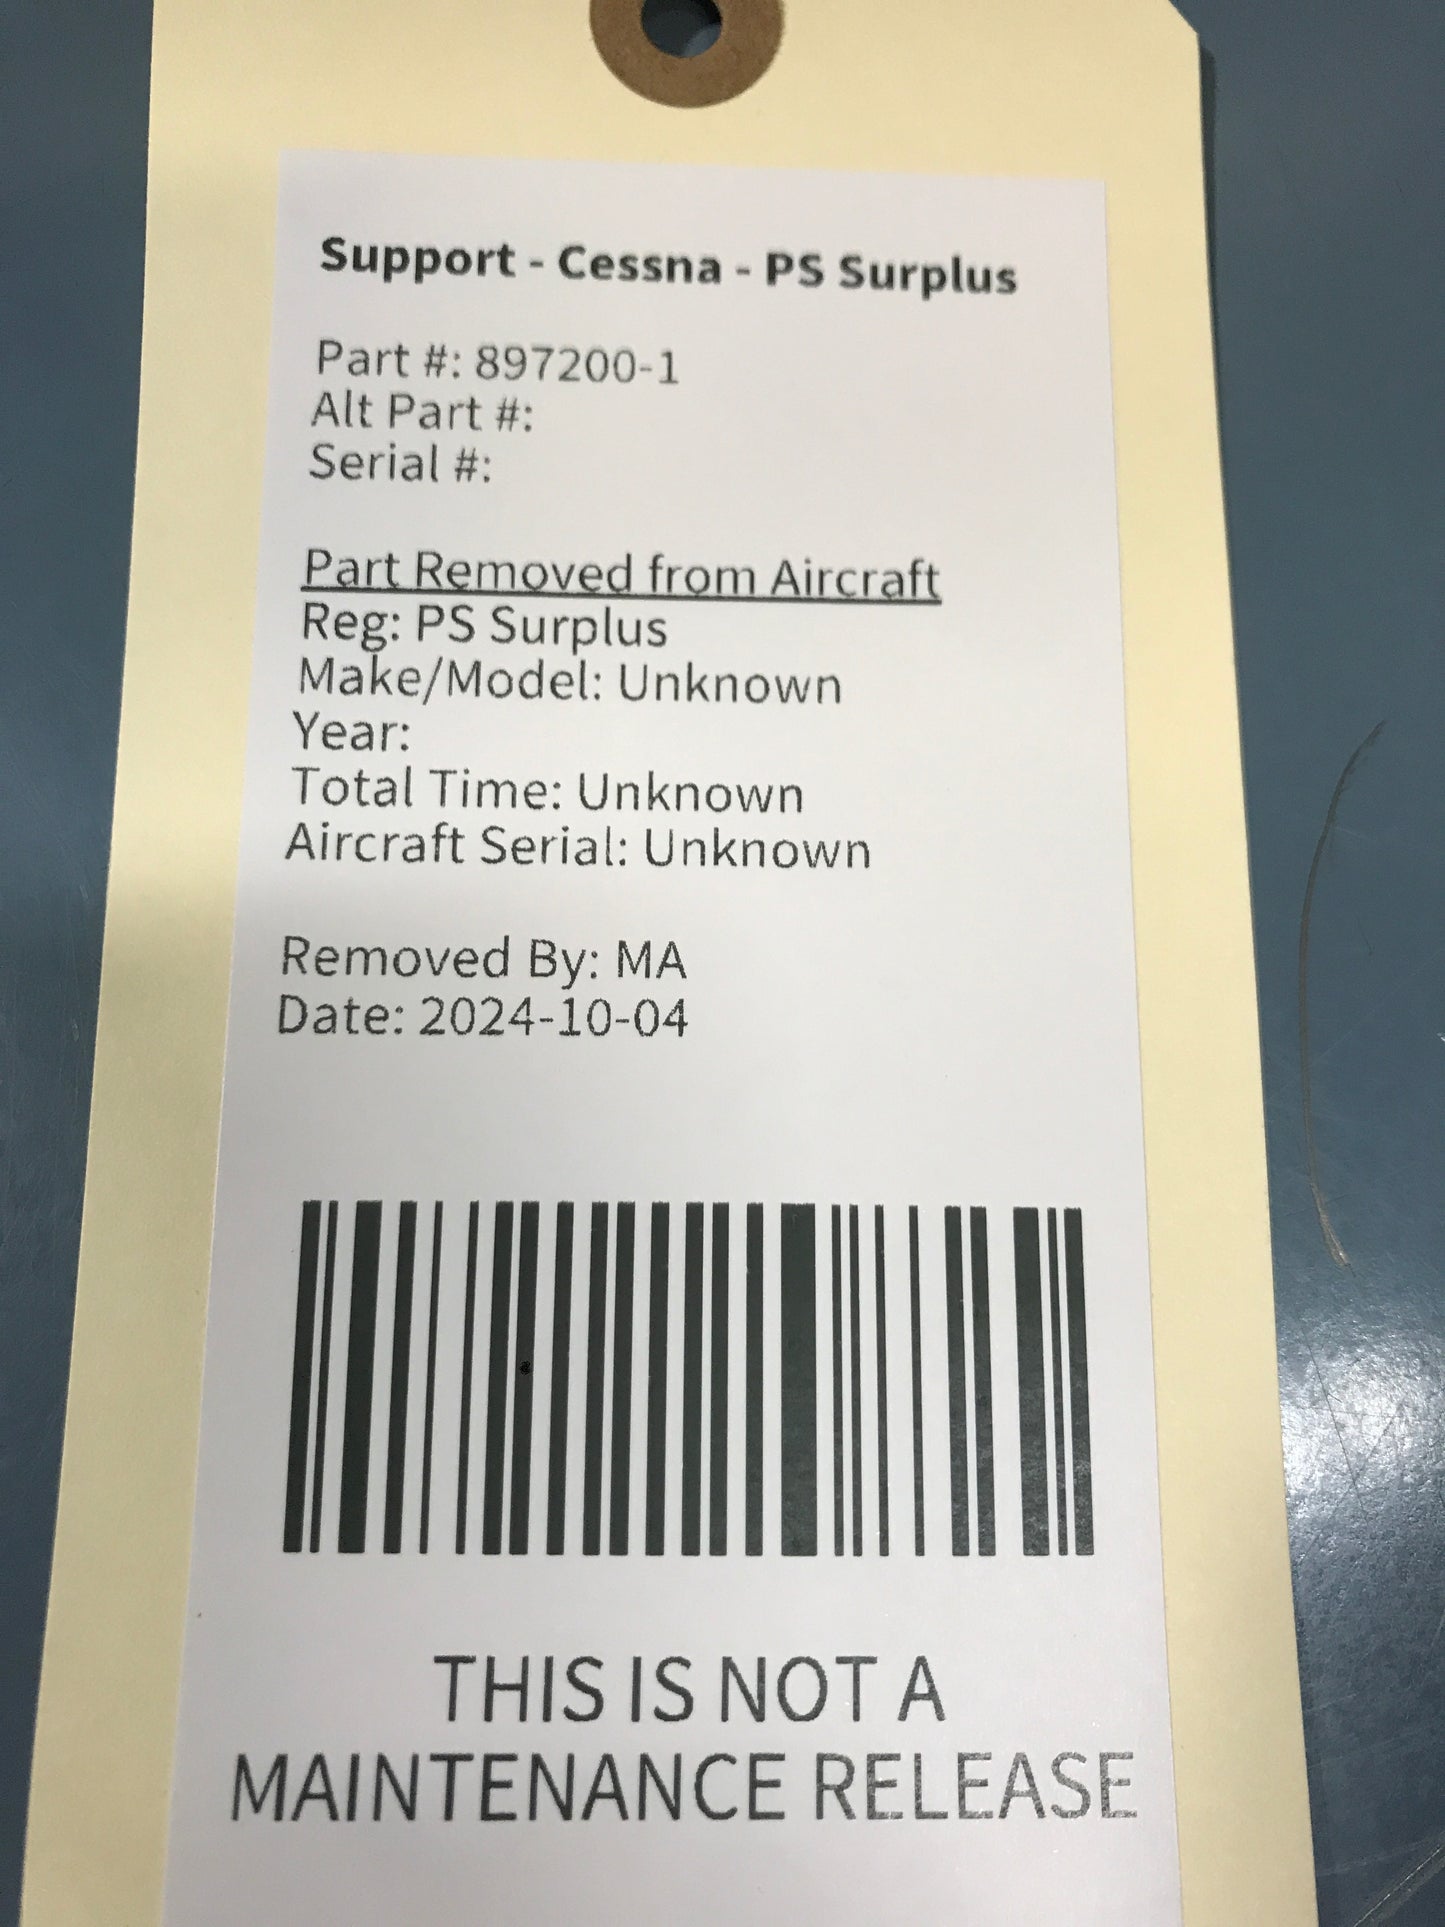 Support - Cessna - PS Surplus
Part #: 897200-1
Alt Part #:
Serial #:
Part Removed from Aircraft
Reg: PS Surplus
Make/Model: Unknown
Year:
Total Time: Unknown
Aircraft Serial: Unknown
Removed By: MA
Date: 2024-10-04
THIS IS NOT A
MAINTENANCE RELEASE